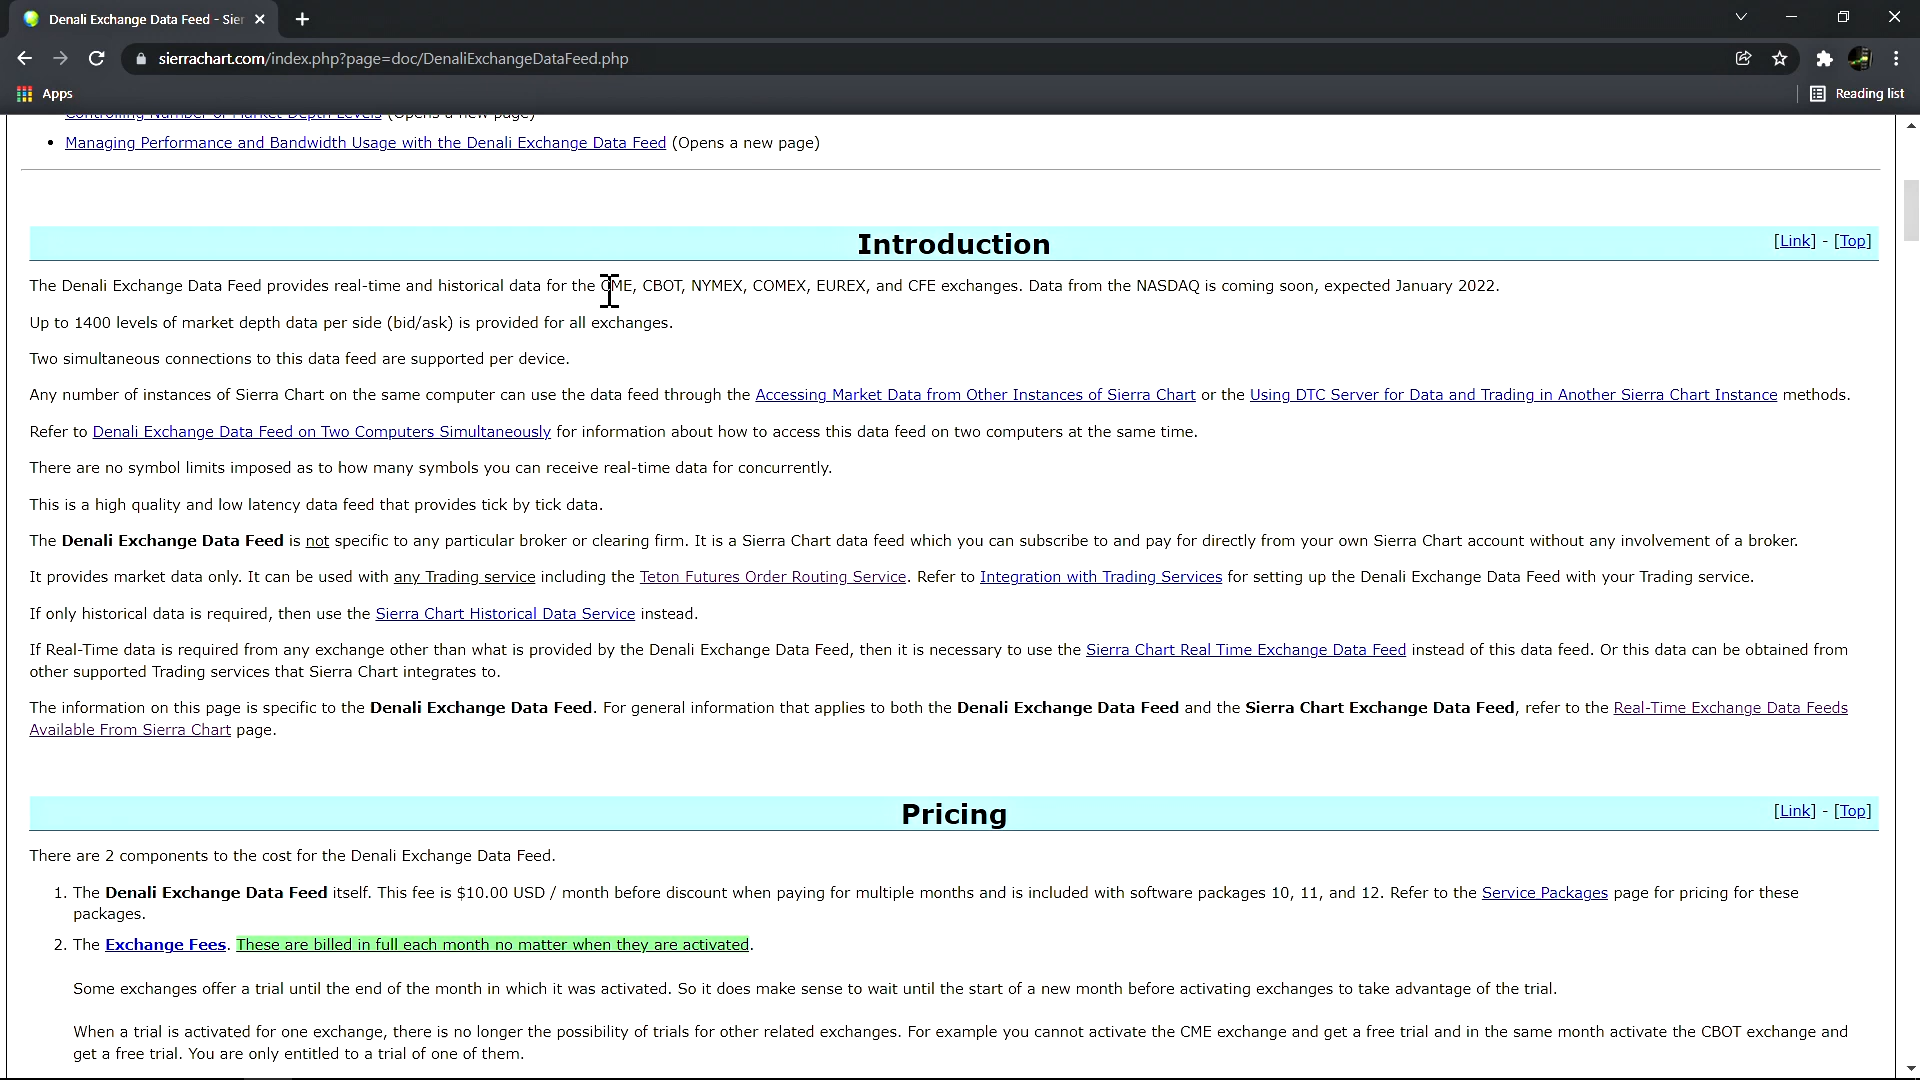 Denali Exchange Data Feed - Sier
sierrachart.com/index.php?page=doc/DenaliExchangeDataFeed.php
Apps
Reading list
Controlling Number of Market Depth Levels (Opens a new page)
• Managing Performance and Bandwidth Usage with the Denali Exchange Data Feed (Opens a new page)
Introduction
[Link] - [Top]
The Denali Exchange Data Feed provides real-time and historical data for the CME, CBOT, NYMEX, COMEX, EUREX, and CFE exchanges. Data from the NASDAQ is coming soon, expected January 2022.
Up to 1400 levels of market depth data per side (bid/ask) is provided for all exchanges.
Two simultaneous connections to this data feed are supported per device.
Any number of instances of Sierra Chart on the same computer can use the data feed through the Accessing Market Data from Other Instances of Sierra Chart or the Using DTC Server for Data and Trading in Another Sierra Chart Instance methods.
Refer to Denali Exchange Data Feed on Two Computers Simultaneously for information about how to access this data feed on two computers at the same time.
There are no symbol limits imposed as to how many symbols you can receive real-time data for concurrently.
This is a high quality and low latency data feed that provides tick by tick data.
The Denali Exchange Data Feed is not specific to any particular broker or clearing firm. It is a Sierra Chart data feed which you can subscribe to and pay for directly from your own Sierra Chart account without any involvement of a broker.
It provides market data only. It can be used with any Trading service including the Teton Futures Order Routing Service. Refer to Integration with Trading Services for setting up the Denali Exchange Data Feed with your Trading service.
If only historical data is required, then use the Sierra Chart Historical Data Service instead.
If Real-Time data is required from any exchange other than what is provided by the Denali Exchange Data Feed, then it is necessary to use the Sierra Chart Real Time Exchange Data Feed instead of this data feed. Or this data can be obtained from
other supported Trading services that Sierra Chart integrates to.
The information on this page is specific to the Denali Exchange Data Feed. For general information that applies to both the Denali Exchange Data Feed and the Sierra Chart Exchange Data Feed, refer to the Real-Time Exchange Data Feeds
Available From Sierra Chart page.
Pricing
[Link] - [Top]
There are 2 components to the cost for the Denali Exchange Data Feed.
1. The Denali Exchange Data Feed itself. This fee is $10.00 USD / month before discount when paying for multiple months and is included with software packages 10, 11, and 12. Refer to the Service Packages page for pricing for these
packages.
2. The Exchange Fees. These are billed in full each month no matter when they are activated.
Some exchanges offer a trial until the end of the month in which it was activated. So it does make sense to wait until the start of a new month before activating exchanges to take advantage of the trial.
When a trial is activated for one exchange, there is no longer the possibility of trials for other related exchanges. For example you cannot activate the CME exchange and get a free trial and in the same month activate the CBOT exchange and
get a free trial. You are only entitled to a trial of one of them.